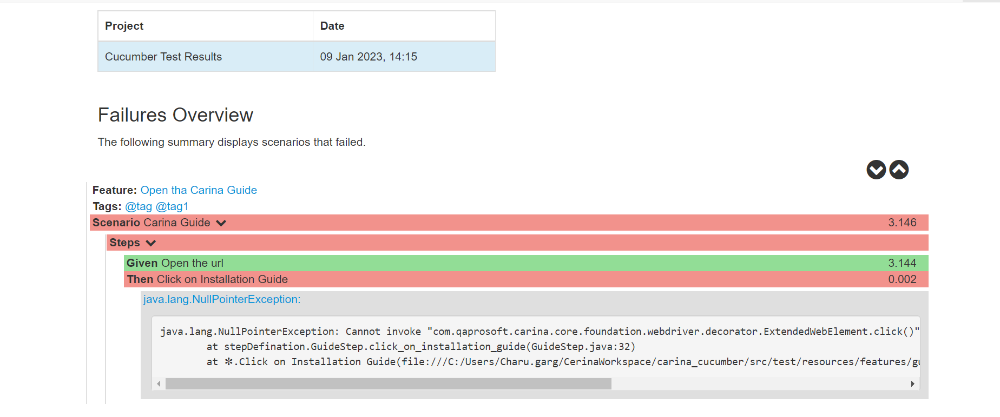 Project Date
Cucumber Test Results 09 Jan 2023, 14:15
Failures Overview
The following summary displays scenarios that failed.
Feature: Open tha Carina Guide
Tags: @tag @tag1
Scenario Carina Guide 3.146
Steps
Given Open the url 3.144
Then Click on Installation Guide 0.002
java.lang.NullPointerException:
java.lang.NullPointerException: Cannot invoke "com.qaprosoft.carina.core.foundation.webdriver.decorator.ExtendedWebElement.click()"
at stepDefination.GuideStep.click_on_installation_guide(GuideStep.java:32)
at ✽.Click on Installation Guide(file:///C:/Users/Charu.garg/CerinaWorkspace/carina_cucumber/src/test/resources/features/